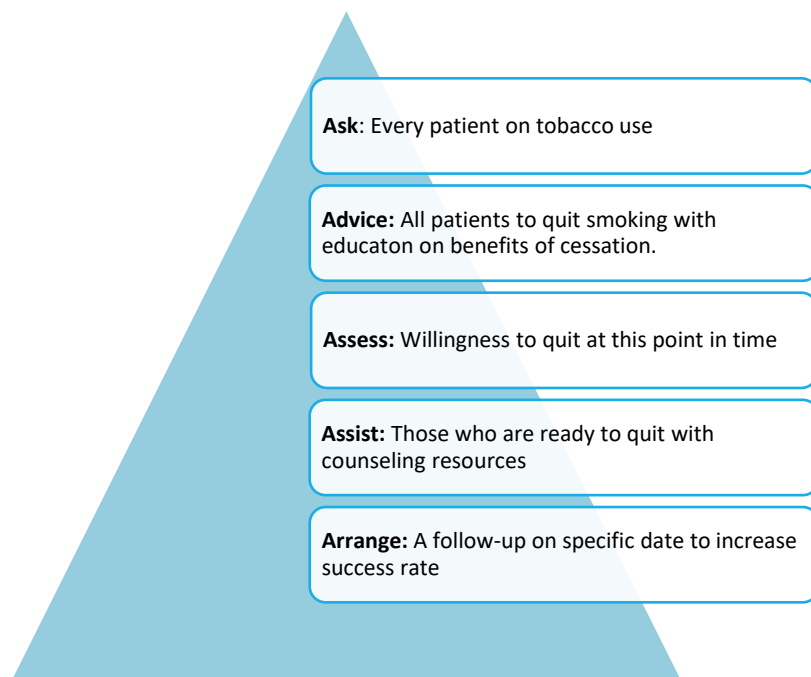 Ask: Every patient on tobacco use
Advice: All patients to quit smoking with
educaton on benefits of cessation.
Assess: Willingness to quit at this point in time
Assist: Those who are ready to quit with
counseling resources
Arrange: A follow-up on specific date to increase
success rate